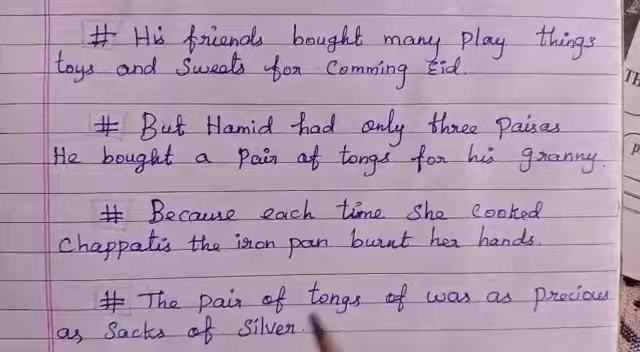 # His friends bought many Play things
toys and Sweets for Comming Eid.
# But Hamid had only three Paisas
He bought a Pair of tongs for his granny.
# Because each time She Cooked
Chappatis the iron pan burnt her hands.
# The pair of tongs of was as Precious
as Sacks of Silver.
TH
P